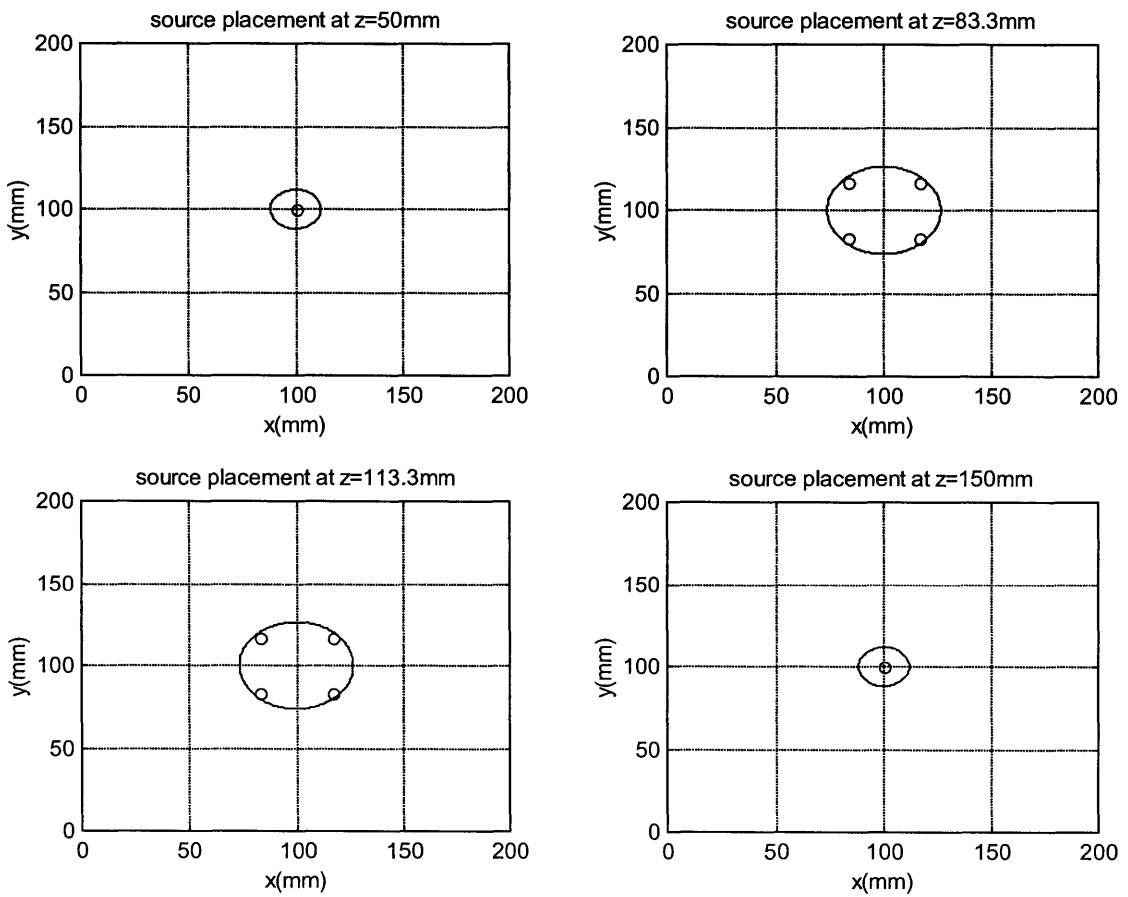 source placement at z=50mm
200
150
100
50
0
y(mm)
0 50 100 150 200
x(mm)
source placement at z=83.3mm
200
150
100
50
0
y(mm)
0 50 100 150 200
x(mm)
source placement at z=113.3mm
200
150
100
50
0
y(mm)
0 50 100 150 200
x(mm)
source placement at z=150mm
200
150
100
50
0
y(mm)
0 50 100 150 200
x(mm)